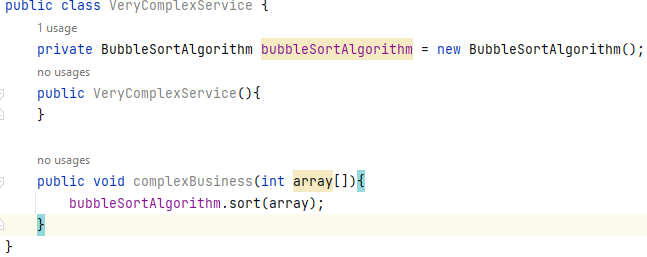 public class VeryComplexService {
1 usage
private BubbleSortAlgorithm bubbleSortAlgorithm = new BubbleSortAlgorithm();
no usages
public VeryComplexService(){
}
no usages
public void complexBusiness(int array[]){
bubbleSortAlgorithm.sort(array);
}
}